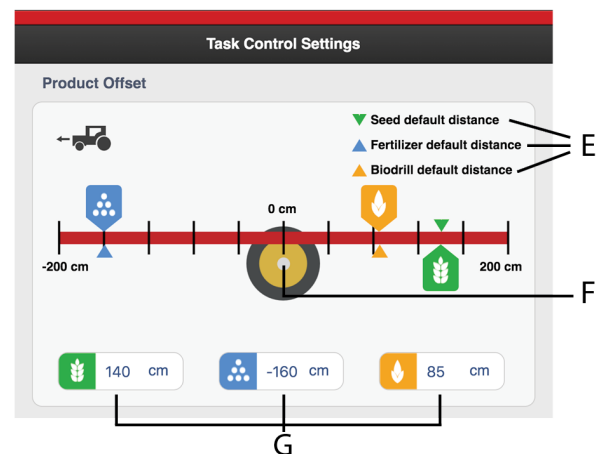 Task Control Settings
Product Offset
Seed default distance
Fertilizer default distance
Biodrill default distance
E
0 cm
-200 cm
200 cm
F
140 cm
-160 cm
85 cm
G